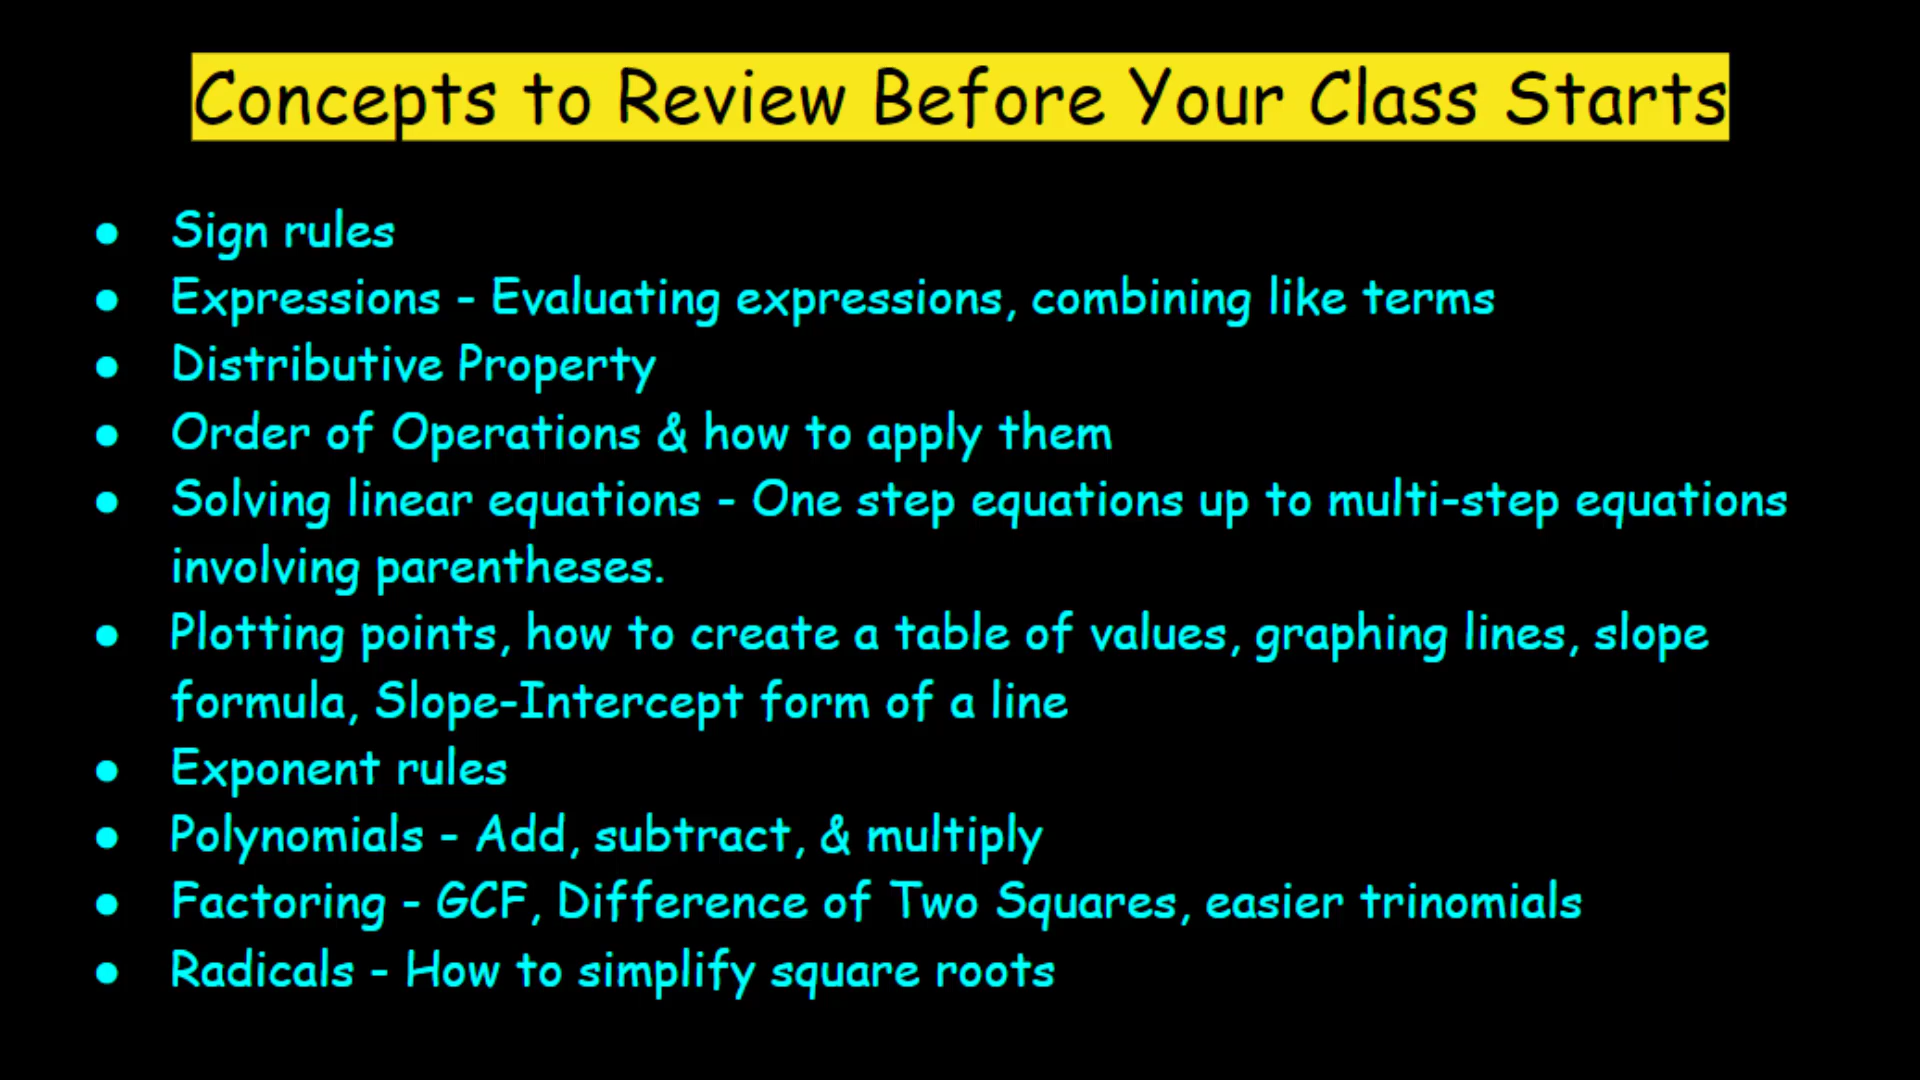 Concepts to Review Before Your Class Starts
● Sign rules
● Expressions - Evaluating expressions, combining like terms
● Distributive Property
● Order of Operations & how to apply them
● Solving linear equations - One step equations up to multi-step equations
involving parentheses.
● Plotting points, how to create a table of values, graphing lines, slope
formula, Slope-Intercept form of a line
● Exponent rules
● Polynomials - Add, subtract, & multiply
● Factoring - GCF, Difference of Two Squares, easier trinomials
● Radicals - How to simplify square roots